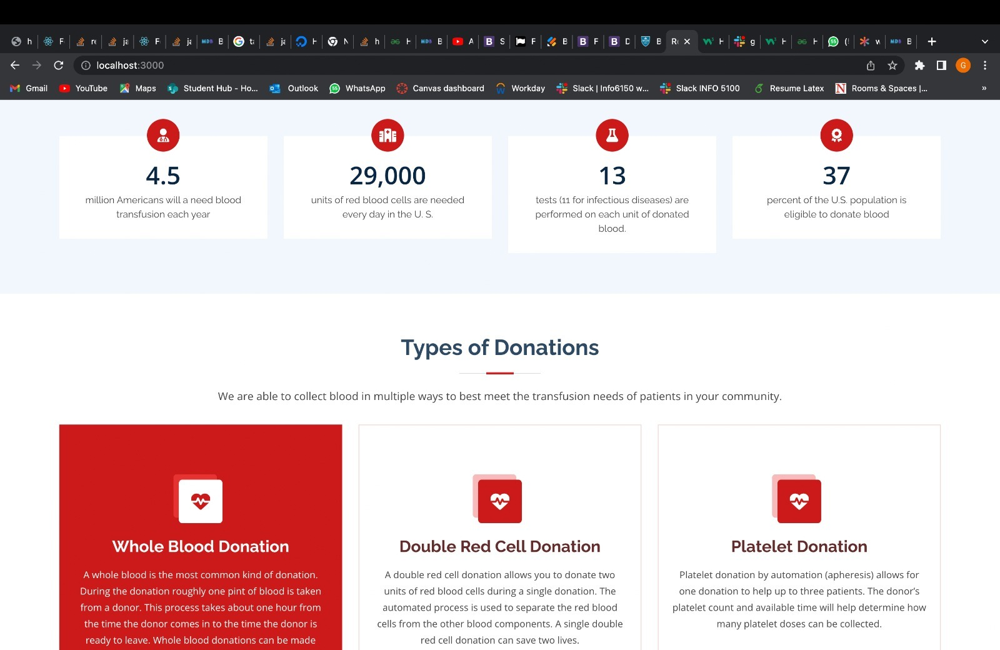 h F re ja F ja MDB B ta ja H N h H MDB B A B S F B B F B D B Re H g H H ( w MDB B
localhost:3000 G
Gmail YouTube Maps Student Hub - Ho... Outlook WhatsApp Canvas dashboard Workday Slack | Info6150 w... Slack INFO 5100 Resume Latex Rooms & Spaces |... »
4.5
million Americans will a need blood
transfusion each year
29,000
units of red blood cells are needed
every day in the U. S.
13
tests (11 for infectious diseases) are
performed on each unit of donated
blood.
37
percent of the U.S. population is
eligible to donate blood
Types of Donations
We are able to collect blood in multiple ways to best meet the transfusion needs of patients in your community.
Whole Blood Donation
A whole blood is the most common kind of donation.
During the donation roughly one pint of blood is taken
from a donor. This process takes about one hour from
the time the donor comes in to the time the donor is
ready to leave. Whole blood donations can be made
Double Red Cell Donation
A double red cell donation allows you to donate two
units of red blood cells during a single donation. The
automated process is used to separate the red blood
cells from the other blood components. A single double
red cell donation can save two lives.
Platelet Donation
Platelet donation by automation (apheresis) allows for
one donation to help up to three patients. The donor's
platelet count and available time will help determine how
many platelet doses can be collected.